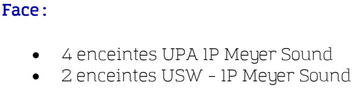 Face :
• 4 enceintes UPA 1P Meyer Sound
• 2 enceintes USW – 1P Meyer Sound